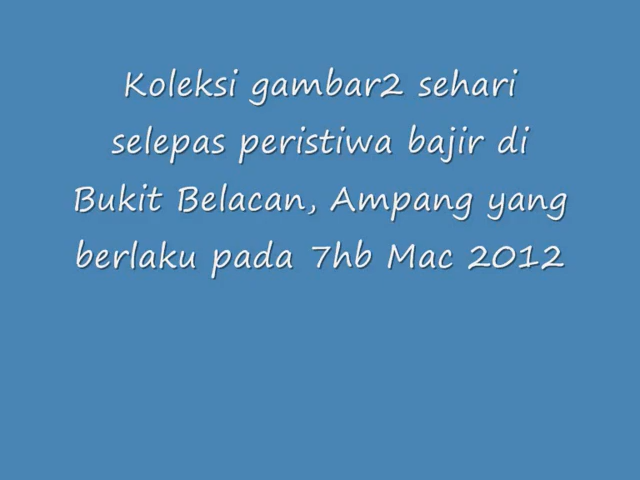 Koleksi gambar2 sehari
selepas peristiwa bajir di
Bukit Belacan, Ampang yang
berlaku pada 7hb Mac 2012